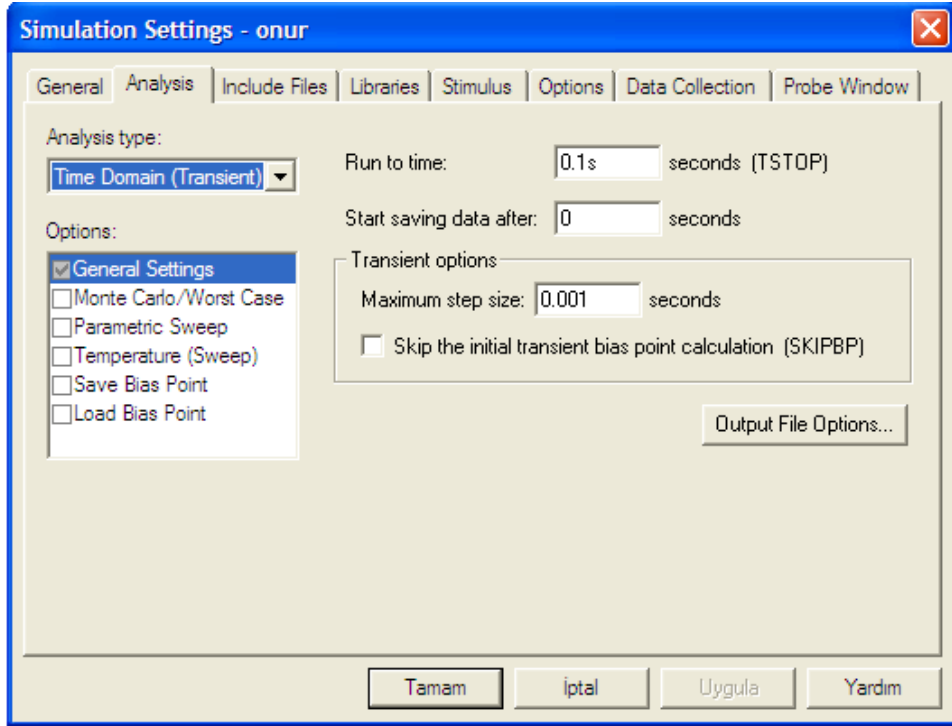 Simulation Settings - onur
General Analysis Include Files Libraries Stimulus Options Data Collection Probe Window
Analysis type:
Time Domain (Transient)
Options:
General Settings
Monte Carlo/Worst Case
Parametric Sweep
Temperature (Sweep)
Save Bias Point
Load Bias Point
Run to time: 0.1s seconds (TSTOP)
Start saving data after: 0 seconds
Transient options
Maximum step size: 0.001 seconds
Skip the initial transient bias point calculation (SKIPBP)
Output File Options...
Tamam İptal Uygula Yardım